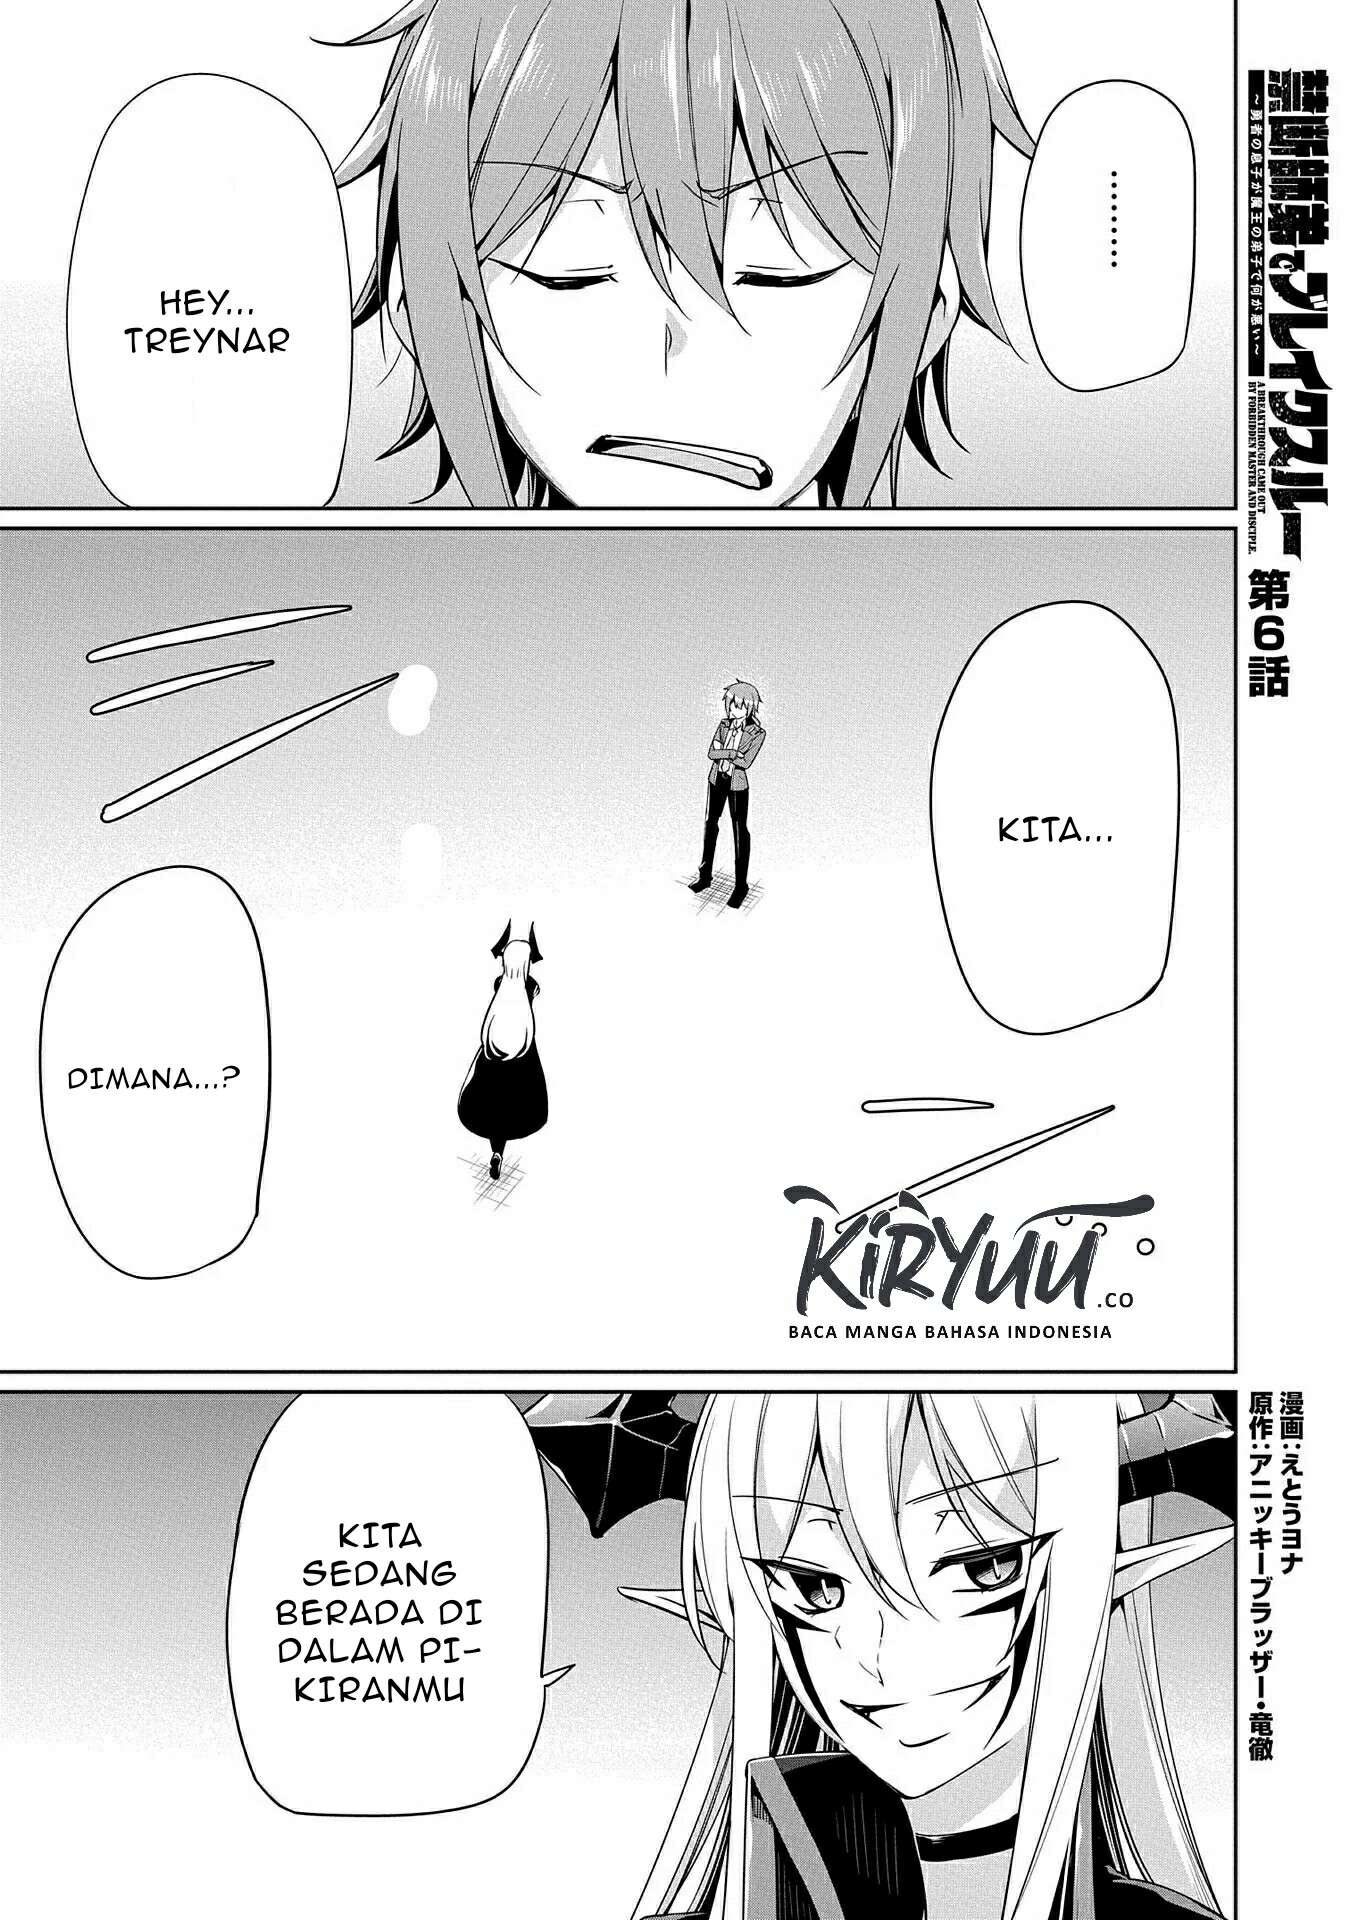 禁断師弟でブレイクスルー
～勇者の息子が魔王の弟子で何が悪い～
A BREAKTHROUGH CAME OUT
BY FORBIDDEN MASTER AND DISCIPLE.
第6話
………
HEY...
TREYNAR
KITA...
DIMANA...?
KIRYUU.CO
BACA MANGA BAHASA INDONESIA
KITA
SEDANG
BERADA DI
DALAM PI-
KIRANMU
漫画:えとうヨナ
原作:アニッキーブラッザー・竜徹